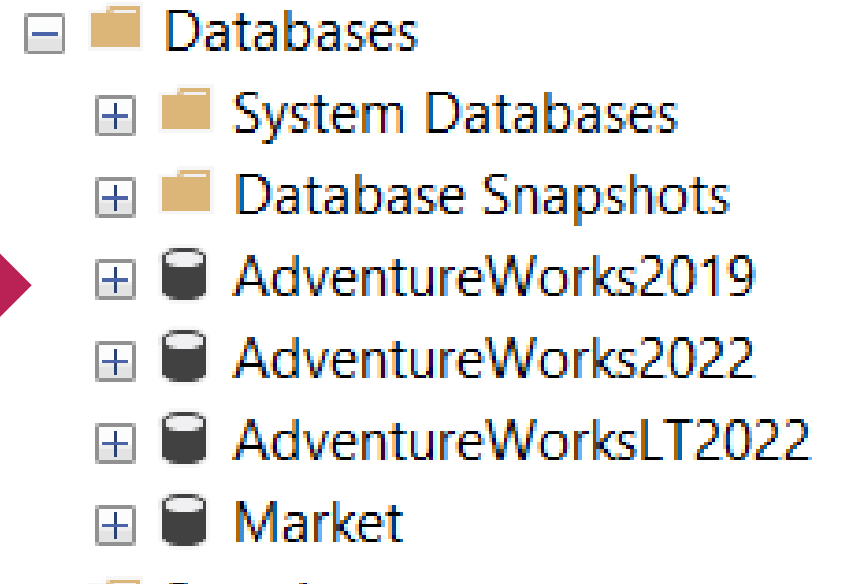 Databases
System Databases
Database Snapshots
AdventureWorks2019
AdventureWorks2022
AdventureWorksLT2022
Market